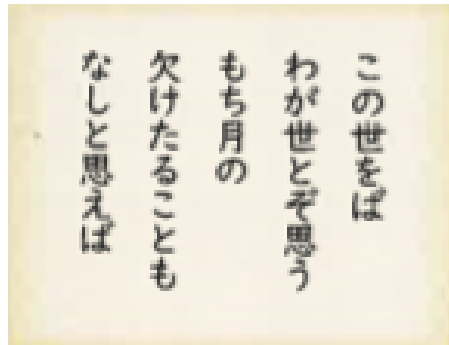 この世をば
わが世とぞ思う
もち月の
欠けたることも
なしと思えば